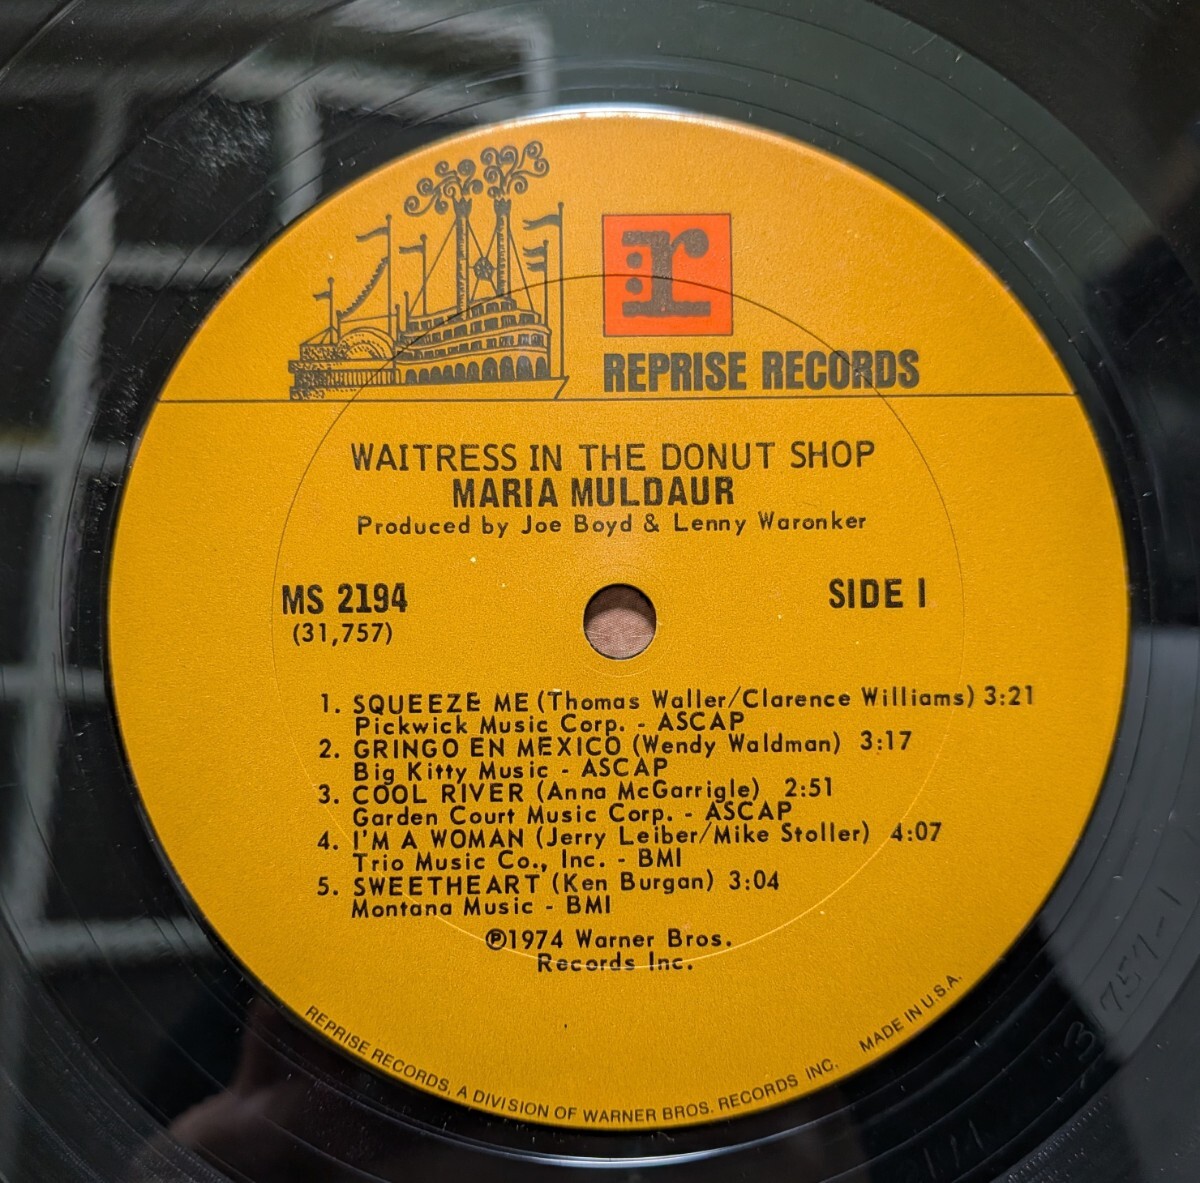 r:
REPRISE RECORDS
WAITRESS IN THE DONUT SHOP
MARIA MULDAUR
Produced by Joe Boyd & Lenny Waronker
MS 2194
(31,757)
SIDE 1
1. SQUEEZE ME (Thomas Waller/Clarence Williams) 3:21
Pickwick Music Corp. - ASCAP
2. GRINGO EN MEXICO (Wendy Waldman) 3:17
Big Kitty Music - ASCAP
3. COOL RIVER (Anna McGarrigle) 2:51
Garden Court Music Corp. - ASCAP
4. I'M A WOMAN (Jerry Leiber/Mike Stoller) 4:07
Trio Music Co., Inc. - BMI
5. SWEETHEART (Ken Burgan) 3:04
Montana Music - BMI
℗1974 Warner Bros.
Records Inc.
REPRISE RECORDS, A DIVISION OF WARNER BROS. RECORDS INC. MADE IN U.S.A.